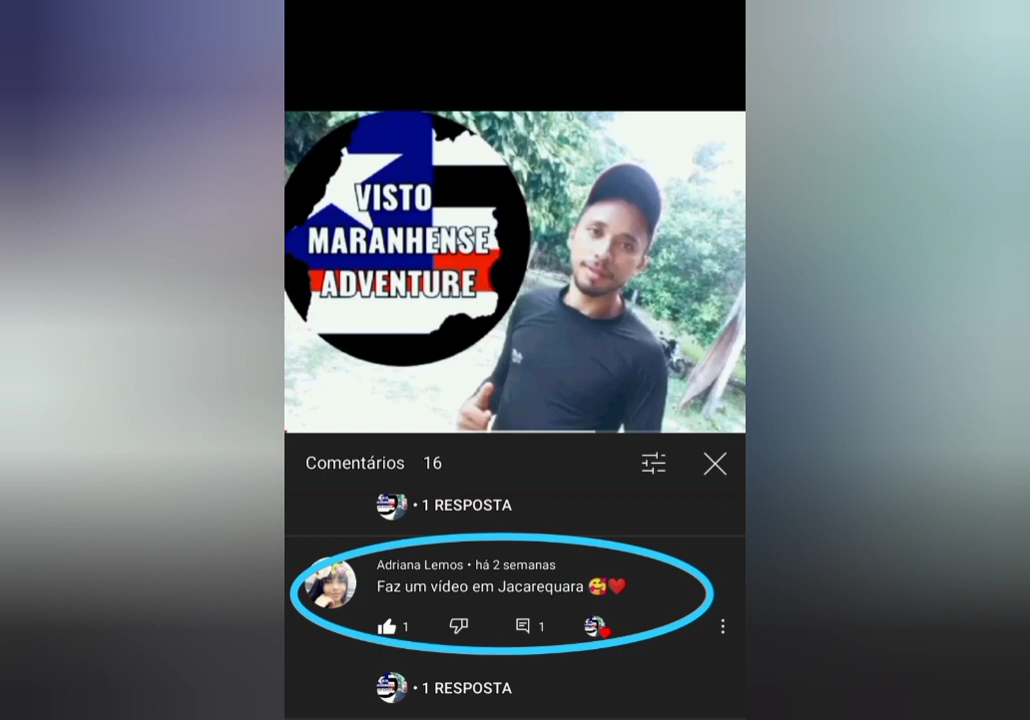 VISTO
MARANHENSE
ADVENTURE
Comentários 16
• 1 RESPOSTA
Adriana Lemos • há 2 semanas
Faz um vídeo em Jacarequara 🥰❤️
1 1
• 1 RESPOSTA